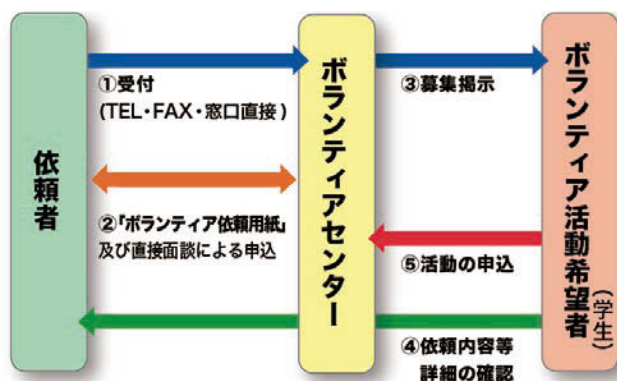 依頼者
①受付
(TEL・FAX・窓口直接)
②「ボランティア依頼用紙」
及び直接面談による申込
ボランティアセンター
③募集掲示
⑤活動の申込
④依頼内容等
詳細の確認
ボランティア活動希望者(学生)